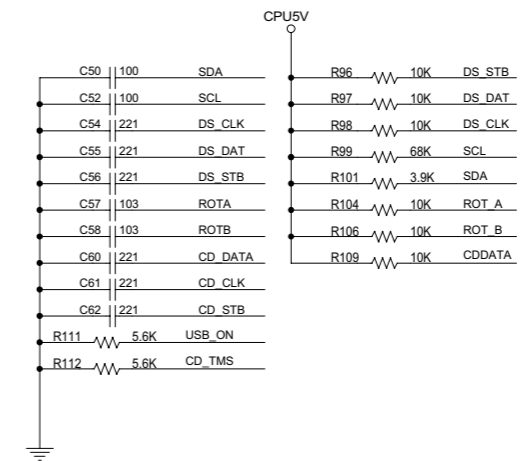 CPU5V
C50 100 SDA
C52 100 SCL
C54 221 DS_CLK
C55 221 DS_DAT
C56 221 DS_STB
C57 103 ROTA
C58 103 ROTB
C60 221 CD_DATA
C61 221 CD_CLK
C62 221 CD_STB
R111 5.6K USB_ON
R112 5.6K CD_TMS
R96 10K DS_STB
R97 10K DS_DAT
R98 10K DS_CLK
R99 68K SCL
R101 3.9K SDA
R104 10K ROT_A
R106 10K ROT_B
R109 10K CDDATA